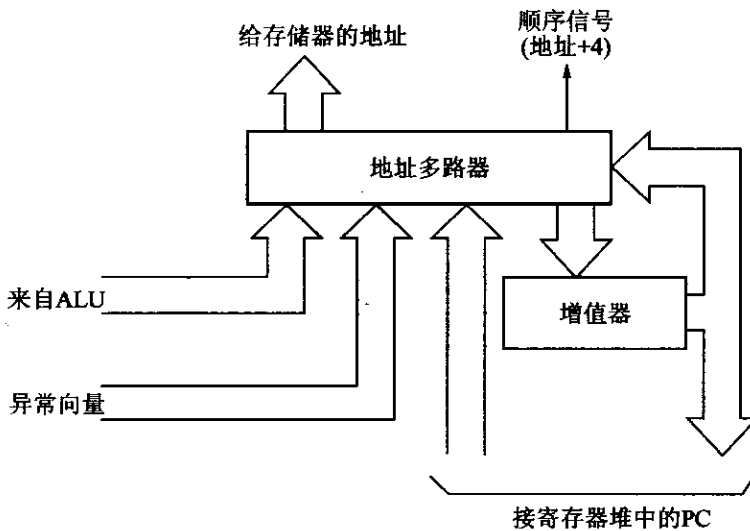 给存储器的地址
顺序信号
(地址+4)
地址多路器
来自ALU
增值器
异常向量
接寄存器堆中的PC